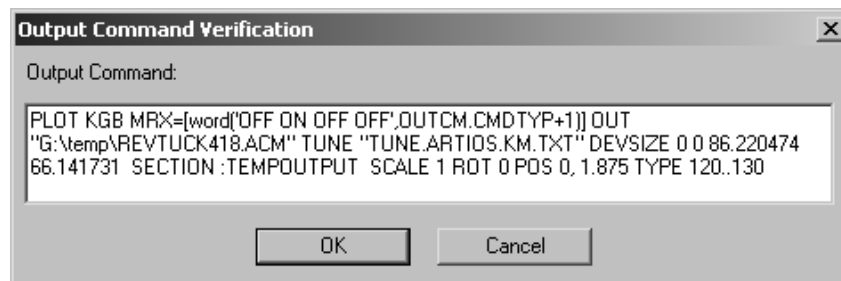 Output Command Verification
Output Command:
PLOT KGB MRX=[word('OFF ON OFF OFF',OUTCM.CMDTYP+1)] OUT
"G:\temp\REVTUCK418.ACM" TUNE "TUNE.ARTIOS.KM.TXT" DEVSIZE 0 0 86.220474
66.141731  SECTION :TEMPOUTPUT  SCALE 1 ROT 0 POS 0, 1.875 TYPE 120..130
OK Cancel